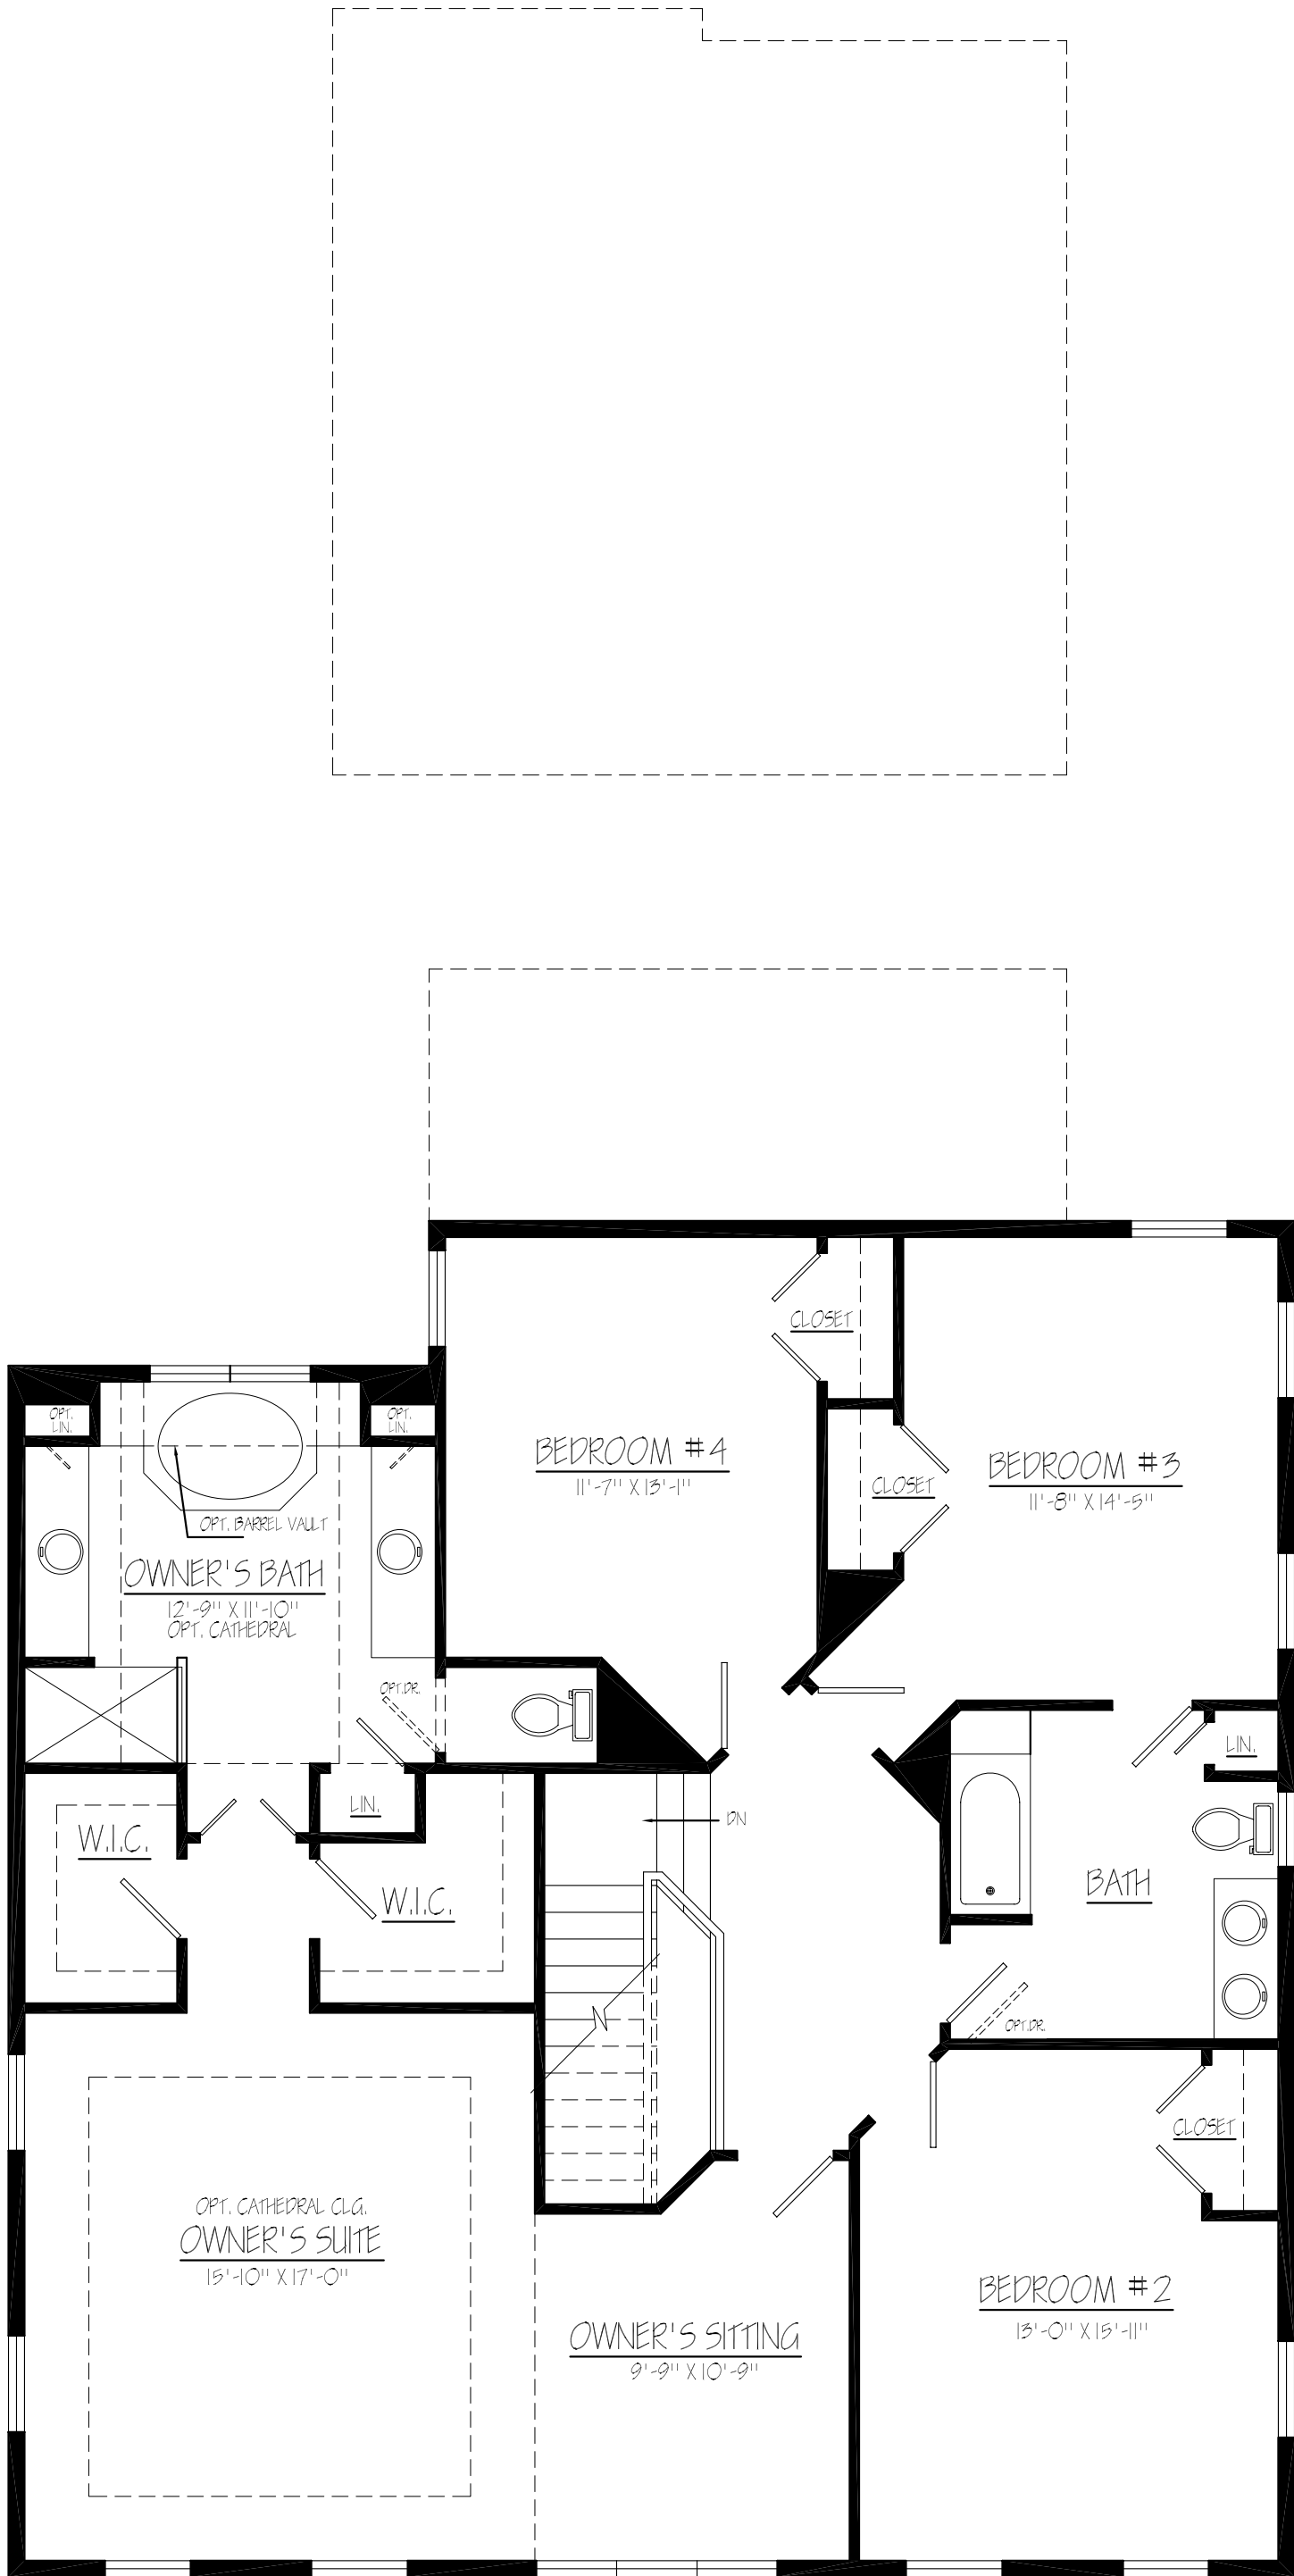 CLOSET
BEDROOM #4
11'-7" X 13'-1"
CLOSET
BEDROOM #3
11'-8" X 14'-5"
OPT.
LIN.
OPT.
LIN.
OPT. BARREL VAULT
OWNER'S BATH
12'-9" X 11'-10"
OPT. CATHEDRAL
OPT.DR.
LIN.
LIN.
DN
W.I.C.
W.I.C.
BATH
OPT.DR.
CLOSET
OPT. CATHEDRAL CLG.
OWNER'S SUITE
15'-10" X 17'-0"
BEDROOM #2
13'-0" X 15'-11"
OWNER'S SITTING
9'-9" X 10'-9"